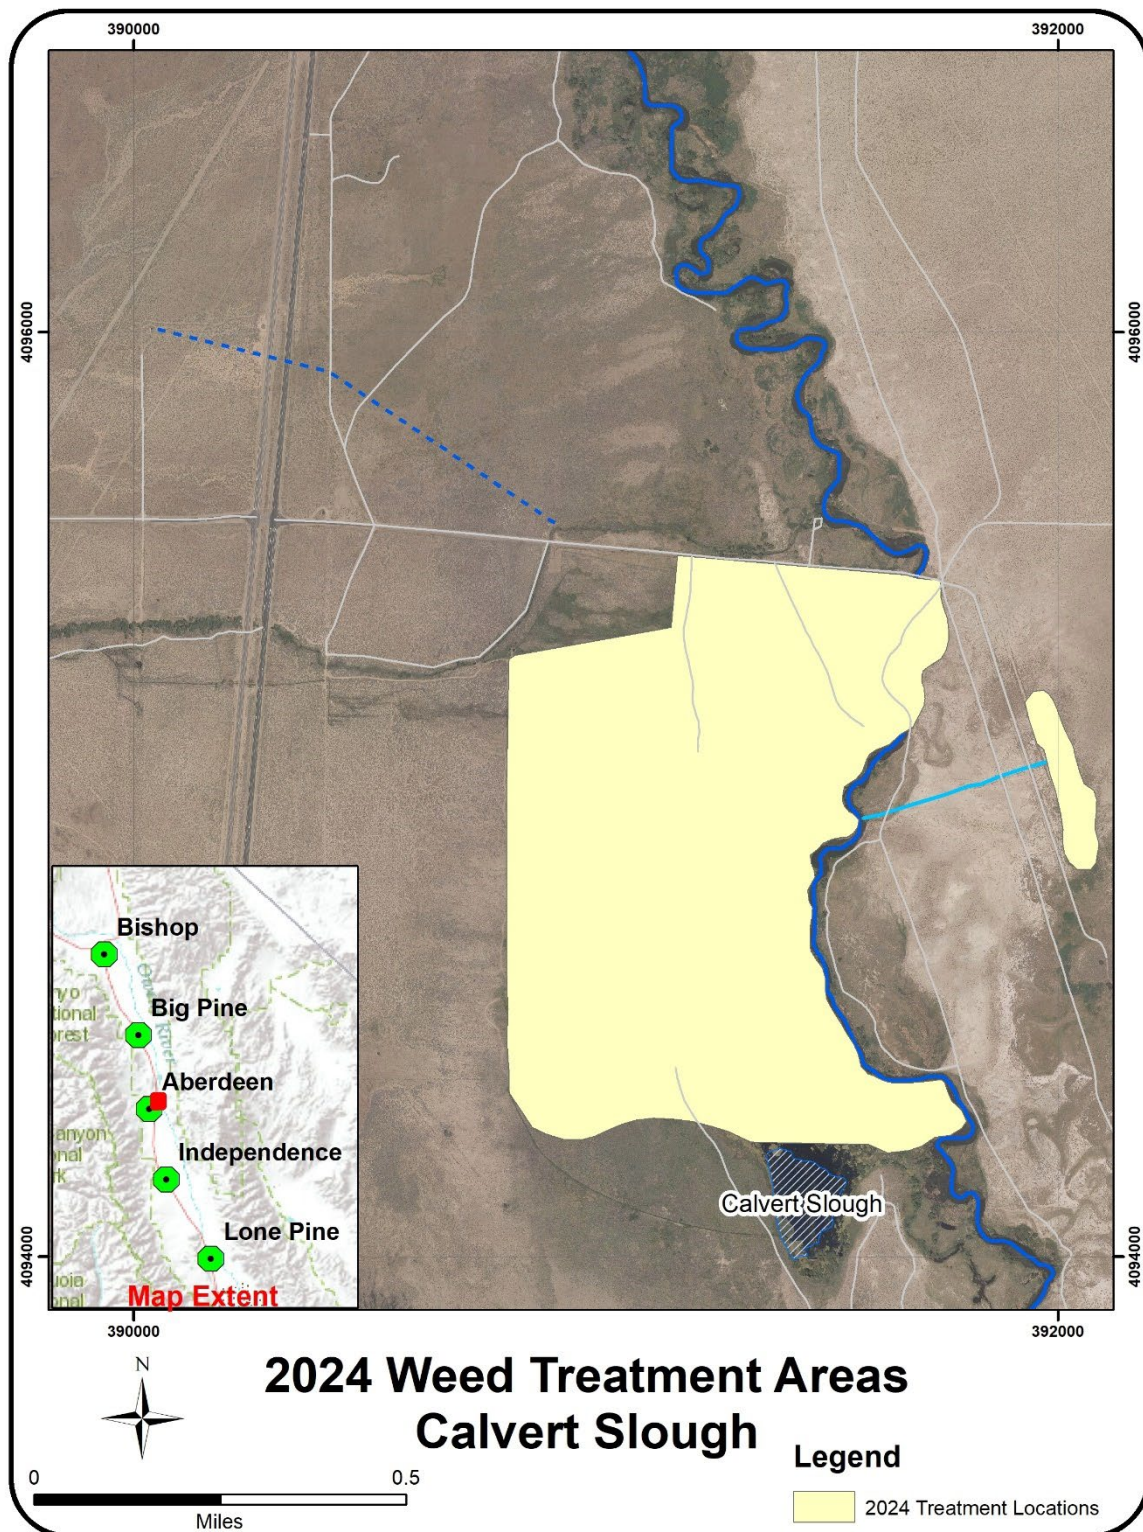 390000
392000
4096000
4096000
Bishop
Big Pine
Aberdeen
Independence
Lone Pine
Map Extent
River
Calvert Slough
4094000
4094000
390000
392000
N
2024 Weed Treatment Areas
Calvert Slough
Legend
0
0.5
Miles
2024 Treatment Locations